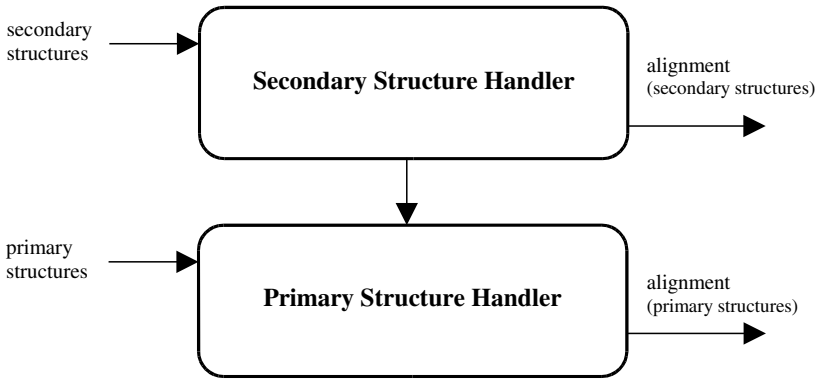 secondary
structures
Secondary Structure Handler
alignment
(secondary structures)
primary
structures
Primary Structure Handler
alignment
(primary structures)